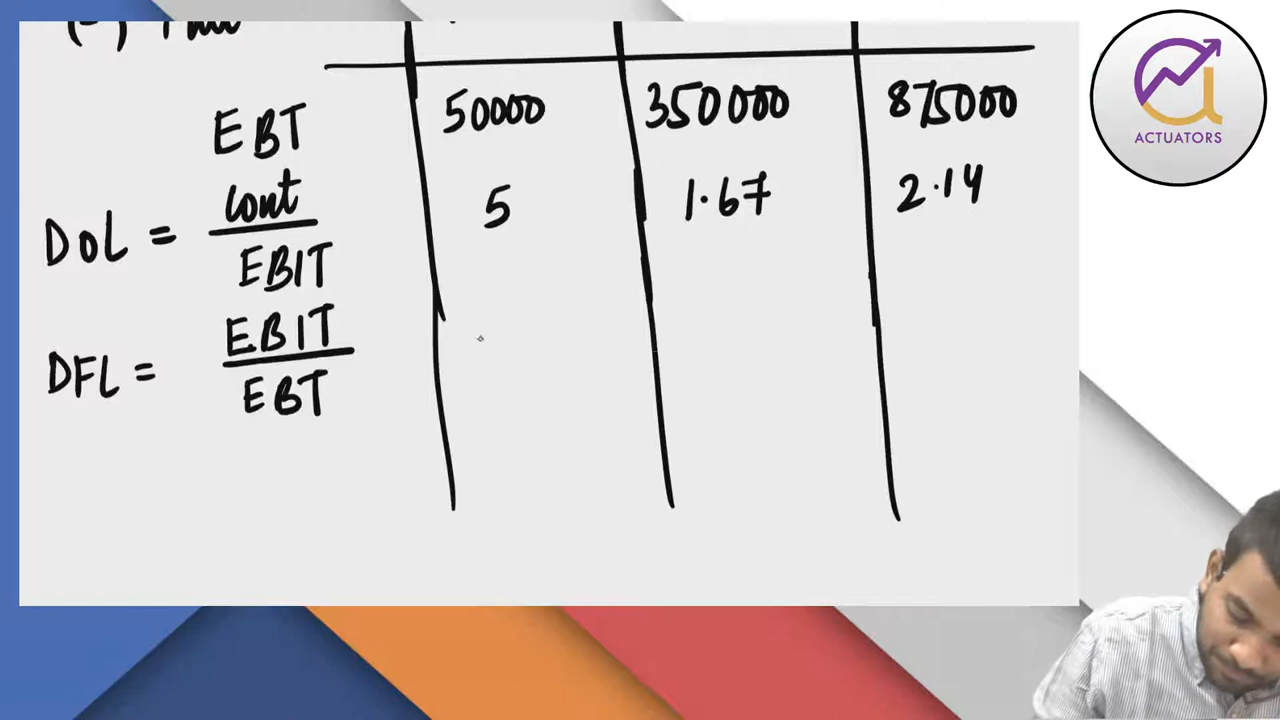 EBT 50000 350000 875000
DOL = Cont / EBIT 5 1.67 2.14
DFL = EBIT / EBT
ACTUATORS